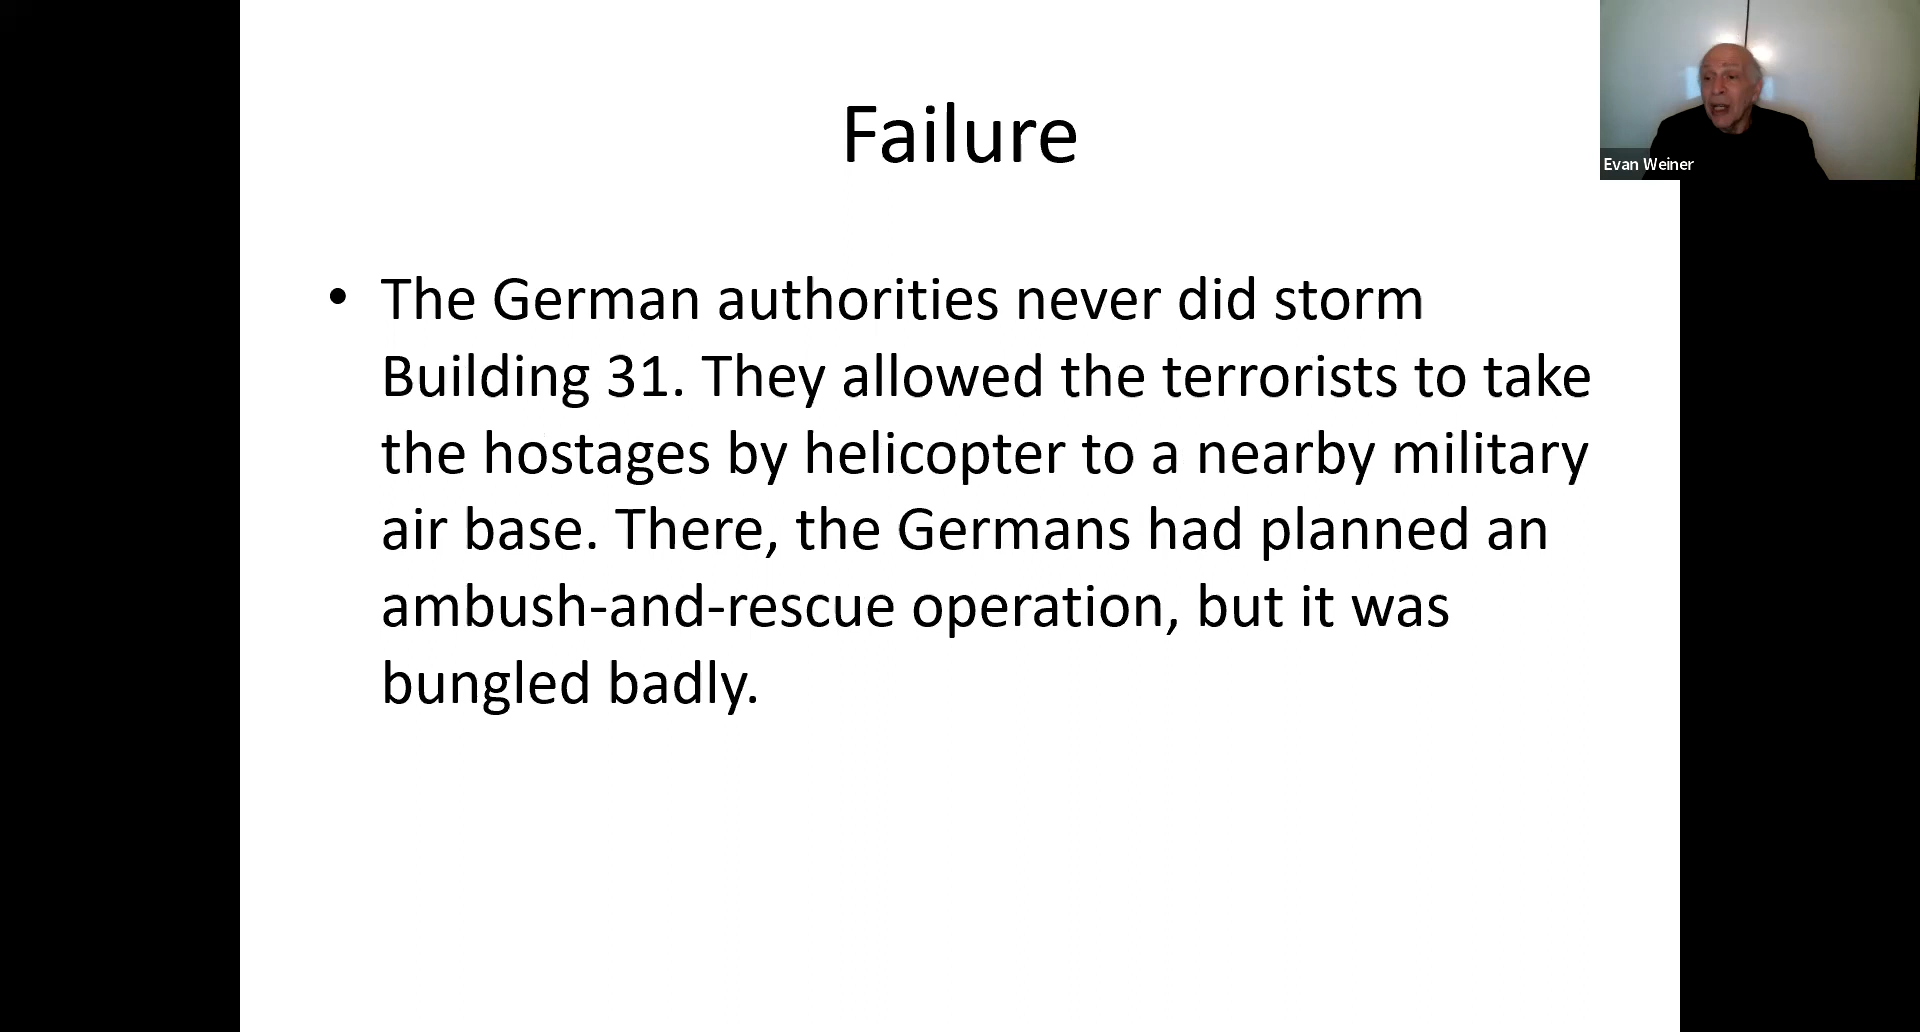 Failure
• The German authorities never did storm
Building 31. They allowed the terrorists to take
the hostages by helicopter to a nearby military
air base. There, the Germans had planned an
ambush-and-rescue operation, but it was
bungled badly.
Evan Weiner